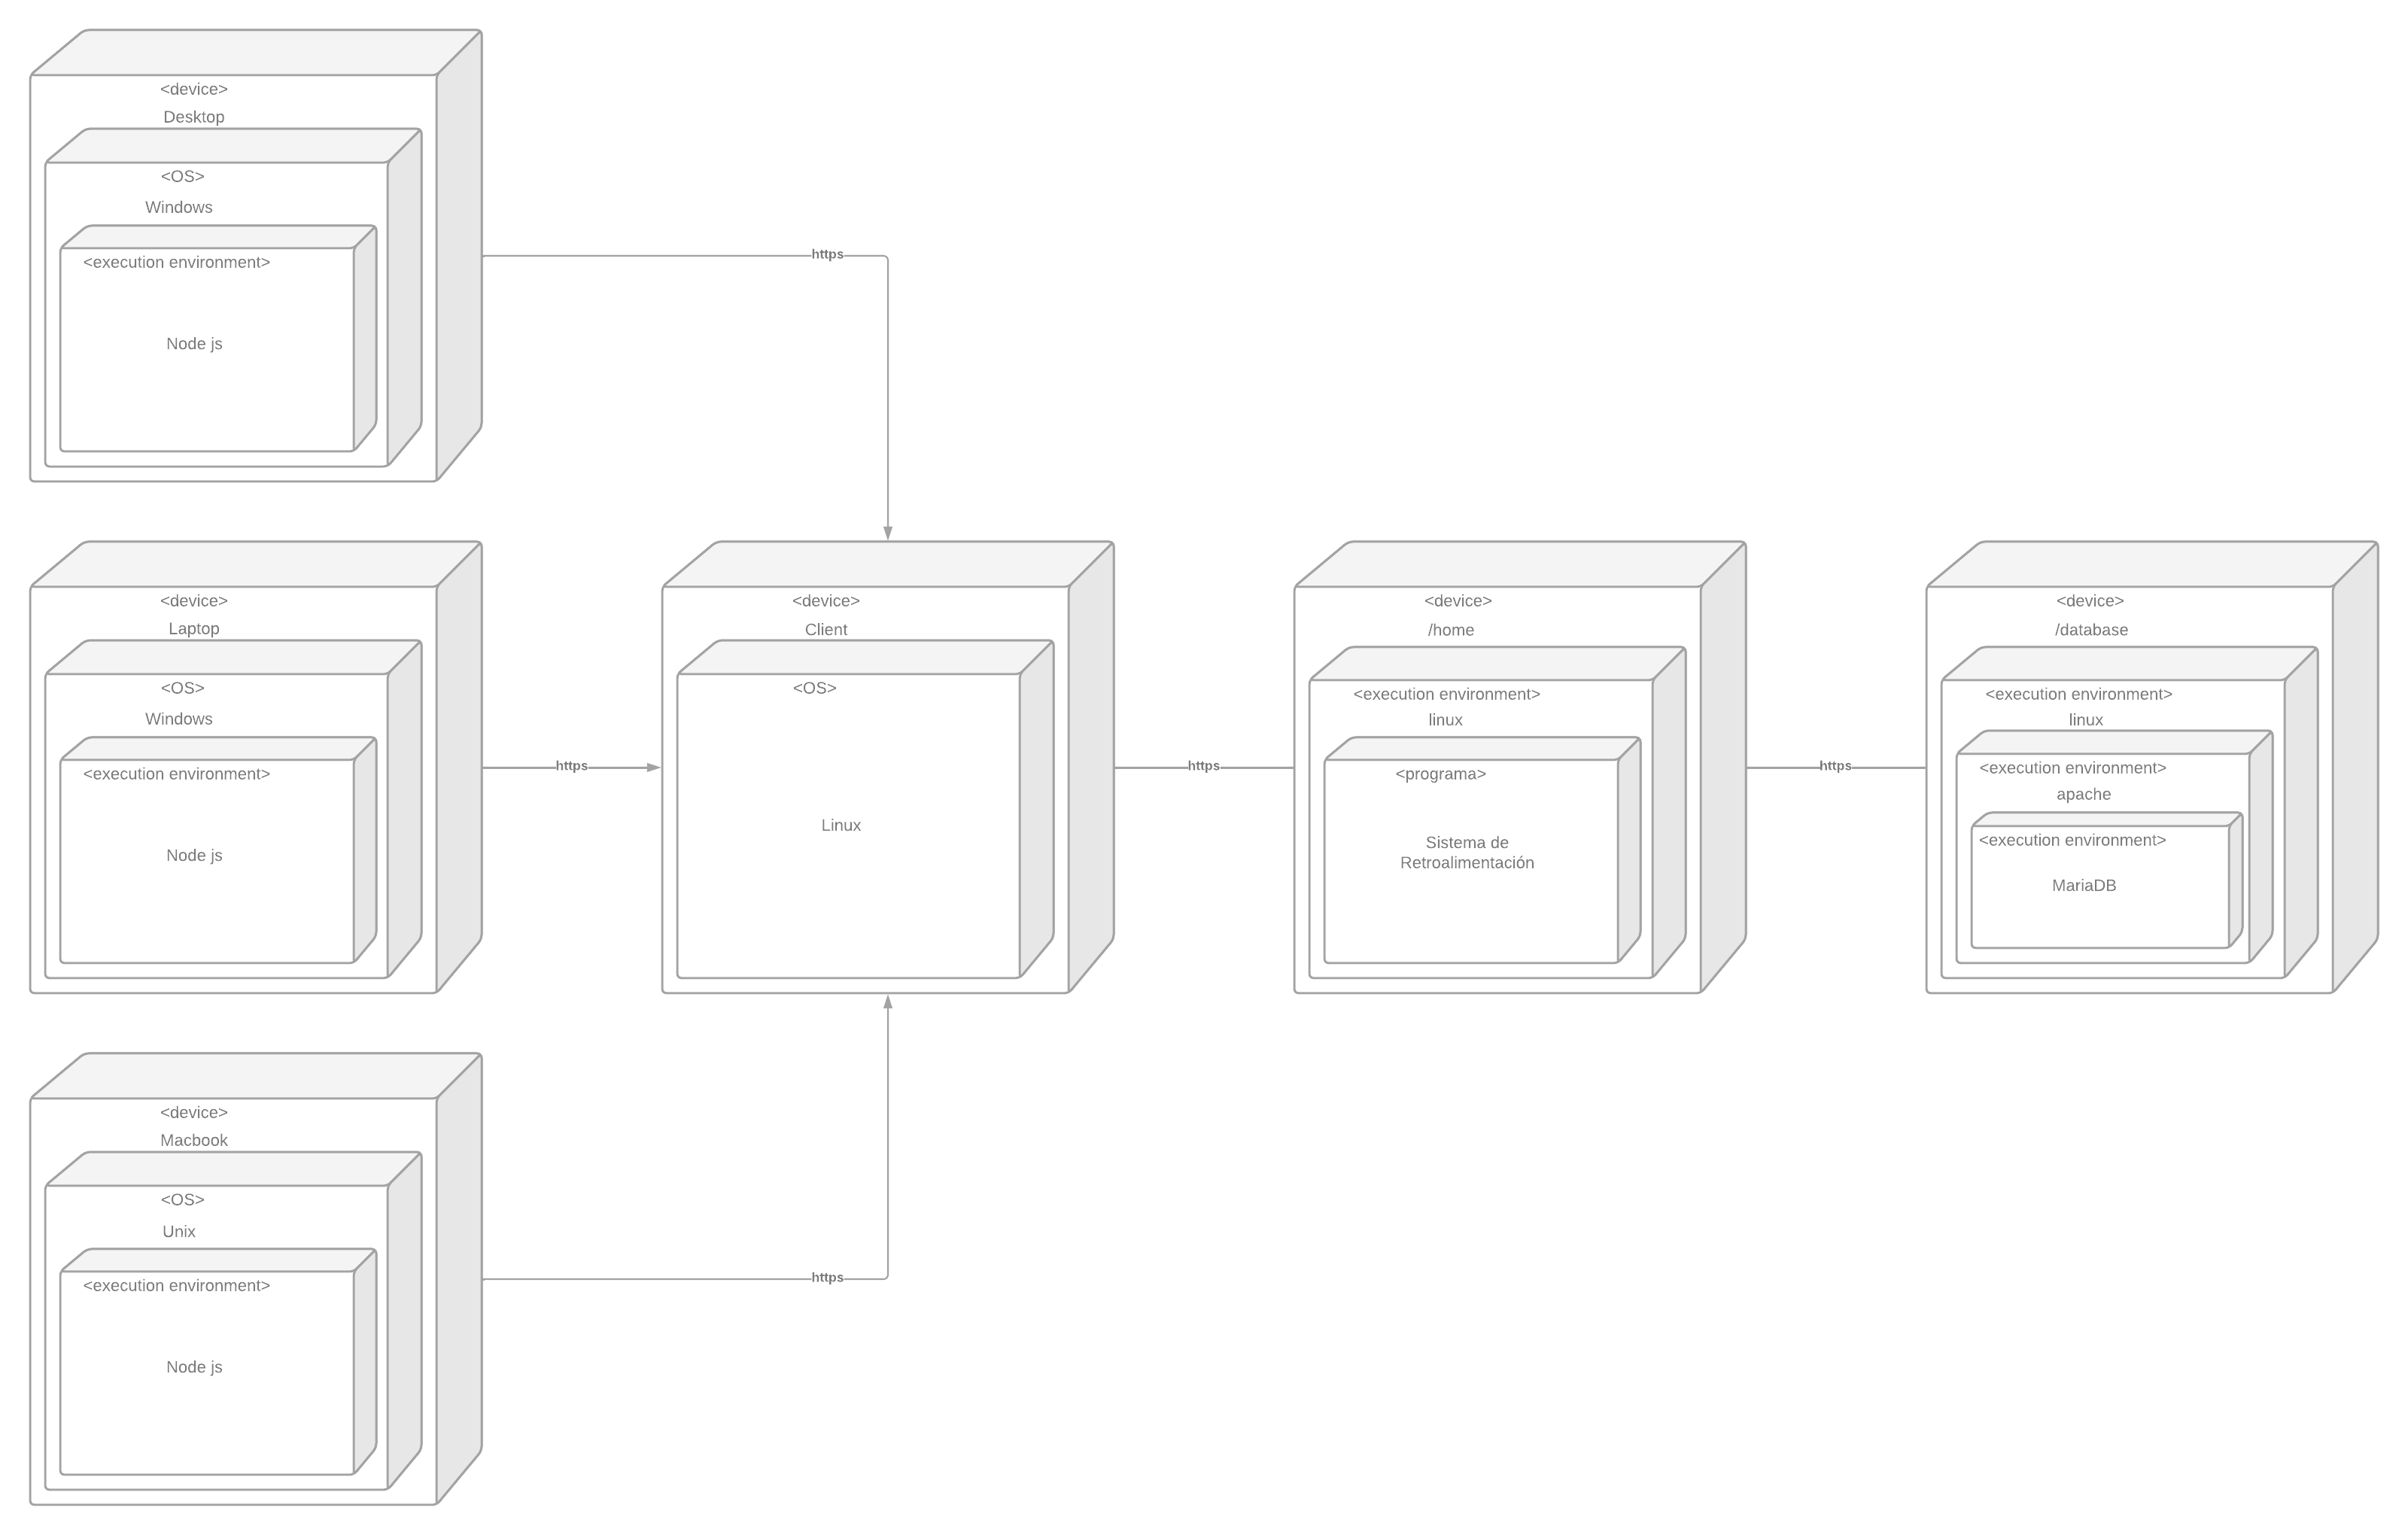 <device>
Desktop
<OS>
Windows
<execution environment>
Node js
https
<device>
Laptop
<OS>
Windows
<execution environment>
Node js
https
<device>
Client
<OS>
Linux
https
<device>
/home
<execution environment>
linux
<programa>
Sistema de
Retroalimentación
https
<device>
/database
<execution environment>
linux
<execution environment>
apache
<execution environment>
MariaDB
<device>
Macbook
<OS>
Unix
<execution environment>
Node js
https